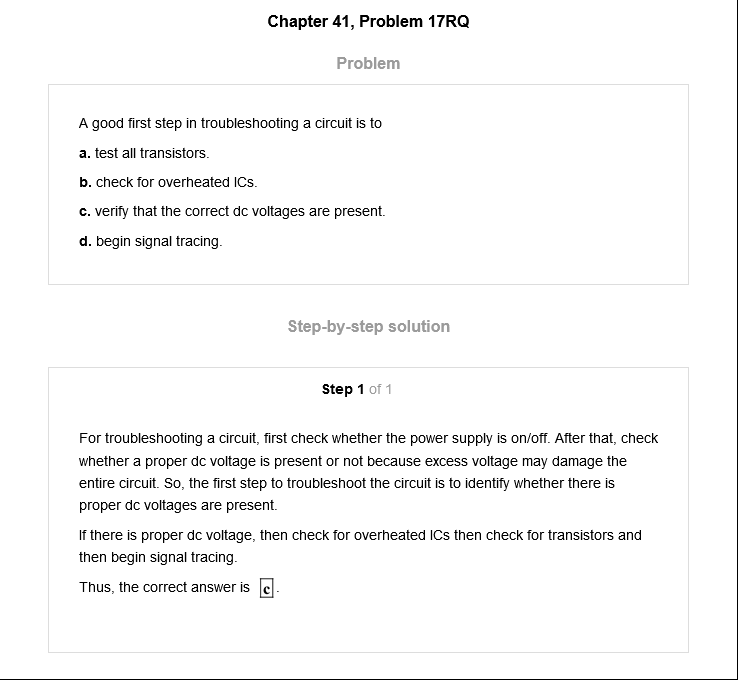 Chapter 41, Problem 17RQ
Problem
A good first step in troubleshooting a circuit is to
a. test all transistors.
b. check for overheated ICs.
c. verify that the correct dc voltages are present.
d. begin signal tracing.
Step-by-step solution
Step 1 of 1
For troubleshooting a circuit, first check whether the power supply is on/off. After that, check
whether a proper dc voltage is present or not because excess voltage may damage the
entire circuit. So, the first step to troubleshoot the circuit is to identify whether there is
proper dc voltages are present.
If there is proper dc voltage, then check for overheated ICs then check for transistors and
then begin signal tracing.
Thus, the correct answer is c.